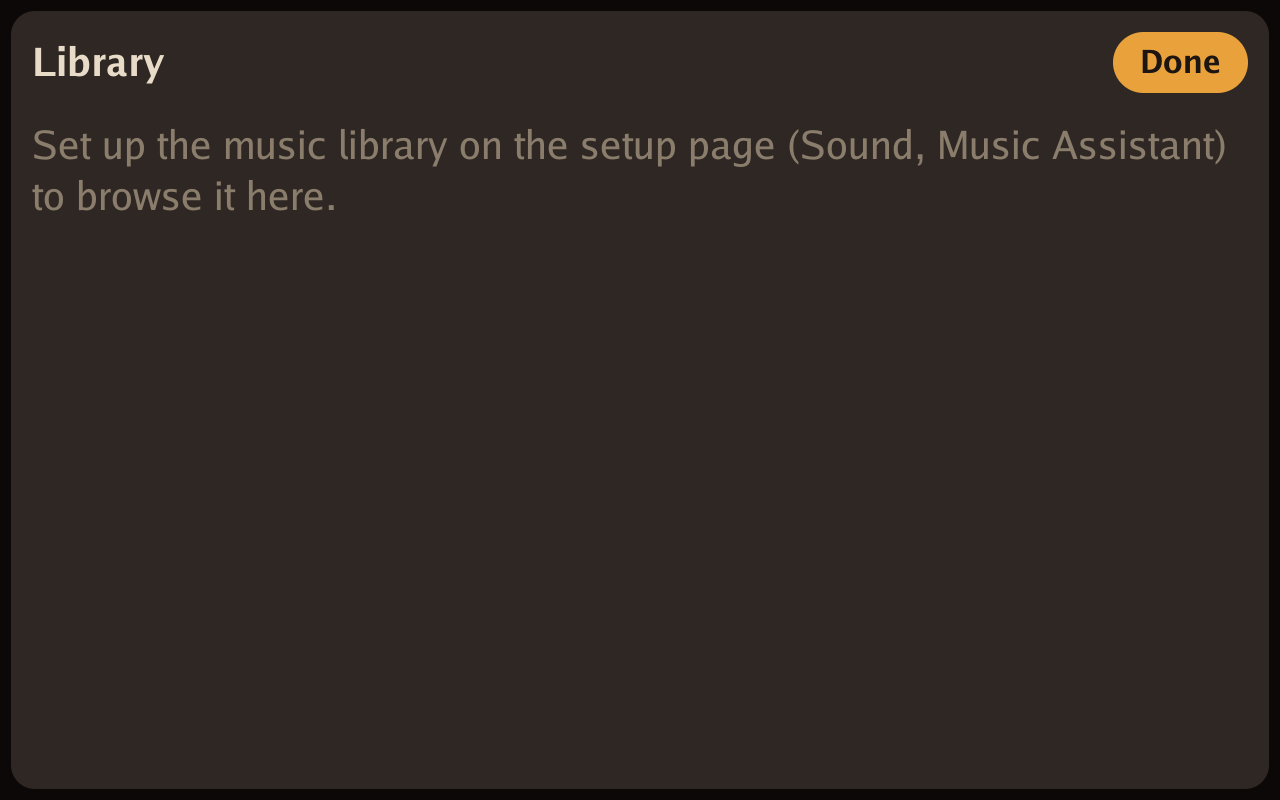 Library
Done
Set up the music library on the setup page (Sound, Music Assistant)
to browse it here.